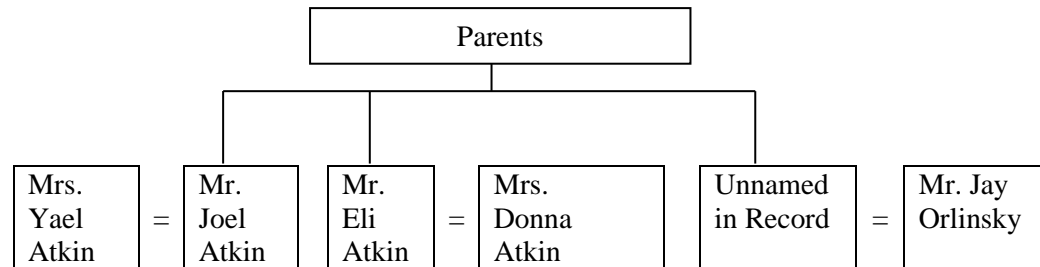 Parents
Mrs.
Yael
Atkin
=
Mr.
Joel
Atkin
Mr.
Eli
Atkin
=
Mrs.
Donna
Atkin
Unnamed
in Record
=
Mr. Jay
Orlinsky